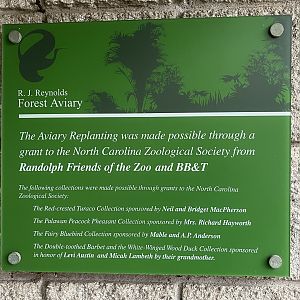 R. J. Reynolds
Forest Aviary
The Aviary Replanting was made possible through a
grant to the North Carolina Zoological Society from
Randolph Friends of the Zoo and BB&T
The following collections were made possible through grants to the North Carolina
Zoological Society:
The Red-crested Turaco Collection sponsored by Neil and Bridget MacPherson
The Palawan Peacock Pheasant Collection sponsored by Mrs. Richard Hayworth
The Fairy Bluebird Collection sponsored by Mable and A.P. Anderson
The Double-toothed Barbet and the White-Winged Wood Duck Collection sponsored
in honor of Levi Austin and Micah Lambeth by their grandmother.